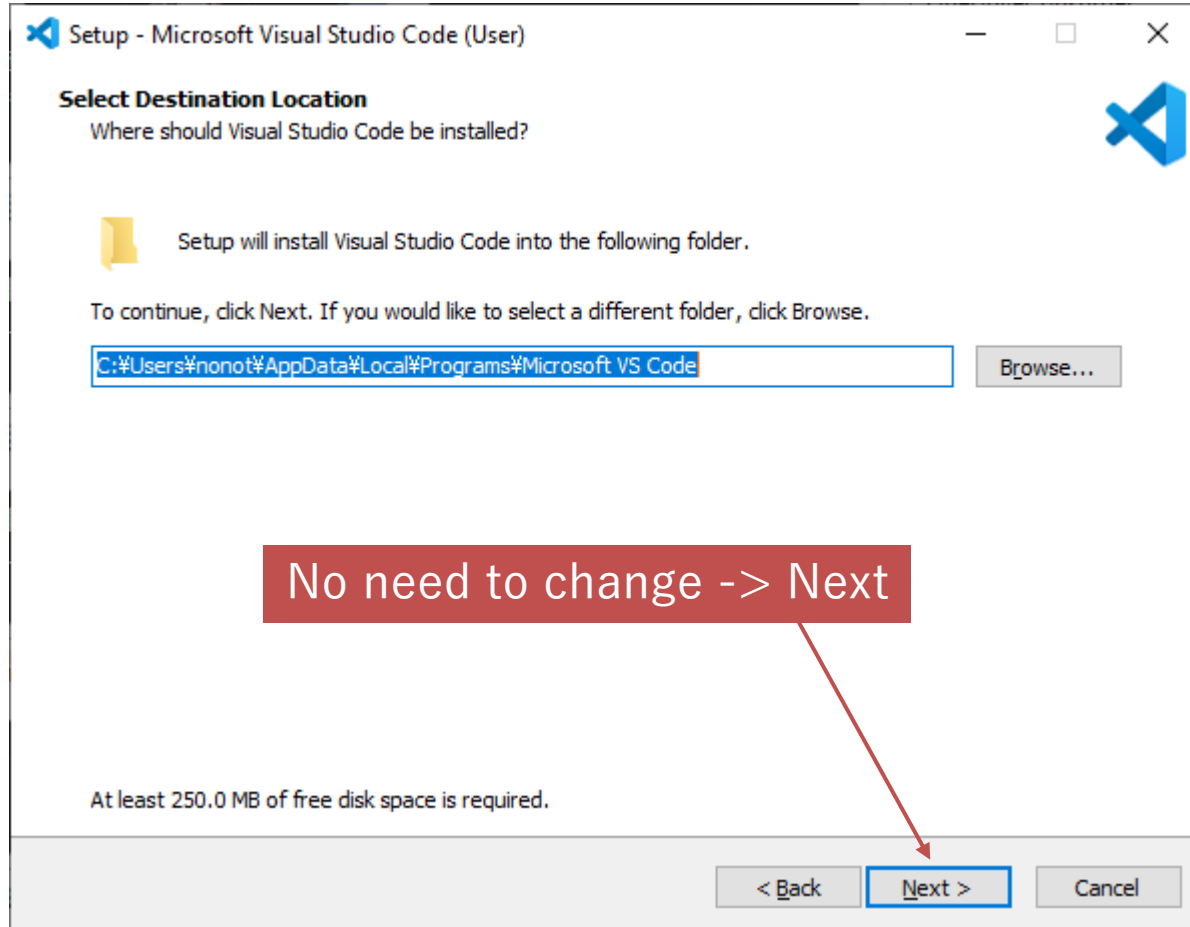 Setup - Microsoft Visual Studio Code (User)
Select Destination Location
Where should Visual Studio Code be installed?
Setup will install Visual Studio Code into the following folder.
To continue, click Next. If you would like to select a different folder, click Browse.
C:¥Users¥nonot¥AppData¥Local¥Programs¥Microsoft VS Code
Browse...
No need to change -> Next
At least 250.0 MB of free disk space is required.
< Back
Next >
Cancel